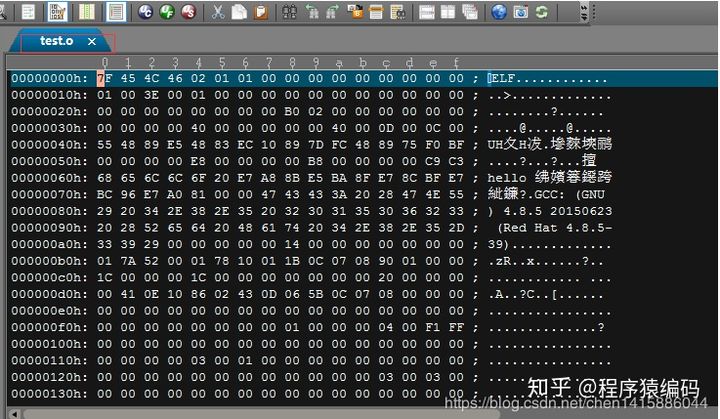 test.o ×
0 1 2 3 4 5 6 7 8 9 a b c d e f
00000000h: 7F 45 4C 46 02 01 01 00 00 00 00 00 00 00 00 00 ; ELF............
00000010h: 01 00 3E 00 01 00 00 00 00 00 00 00 00 00 00 00 ; ..>.............
00000020h: 00 00 00 00 00 00 00 00 B0 02 00 00 00 00 00 00 ; ........?......
00000030h: 00 00 00 00 40 00 00 00 00 00 40 00 0D 00 0C 00 ; ....@.....@.....
00000040h: 55 48 89 E5 48 83 EC 10 89 7D FC 48 89 75 F0 BF ; UH
00000050h: 00 00 00 00 E8 00 00 00 00 B8 00 00 00 00 C9 C3 ; ....?...?...擅
00000060h: 68 65 6C 6C 6F 20 E7 A8 8B E5 BA 8F E7 8C BF E7 ; hello
00000070h: BC 96 E7 A0 81 00 00 47 43 43 3A 20 28 47 4E 55 ; .GCC: (GNU
00000080h: 29 20 34 2E 38 2E 35 20 32 30 31 35 30 36 32 33 ; ) 4.8.5 20150623
00000090h: 20 28 52 65 64 20 48 61 74 20 34 2E 38 2E 35 2D ; (Red Hat 4.8.5-
000000a0h: 33 39 29 00 00 00 00 00 14 00 00 00 00 00 00 00 ; 39).............
000000b0h: 01 7A 52 00 01 78 10 01 1B 0C 07 08 90 01 00 00 ; .zR..x......?..
000000c0h: 1C 00 00 00 1C 00 00 00 00 00 00 00 20 00 00 00 ; ............ ...
000000d0h: 00 41 0E 10 86 02 43 0D 06 5B 0C 07 08 00 00 00 ; .A..?C..[......
000000e0h: 00 00 00 00 00 00 00 00 00 00 00 00 00 00 00 00 ; ................
000000f0h: 00 00 00 00 00 00 00 00 01 00 00 00 04 00 F1 FF ; ..............?
00000100h: 00 00 00 00 00 00 00 00 00 00 00 00 00 00 00 00 ; ................
00000110h: 00 00 00 00 03 00 01 00 00 00 00 00 00 00 00 00 ; ................
00000120h: 00 00 00 00 00 00 00 00 00 00 00 00 03 00 03 00 ;
00000130h: 00 00 00 00 00 00 00 00 00 00 00 00 00 00 00 00 ;
知乎 @程序猿编码
https://blog.csdn.net/chen1415886044